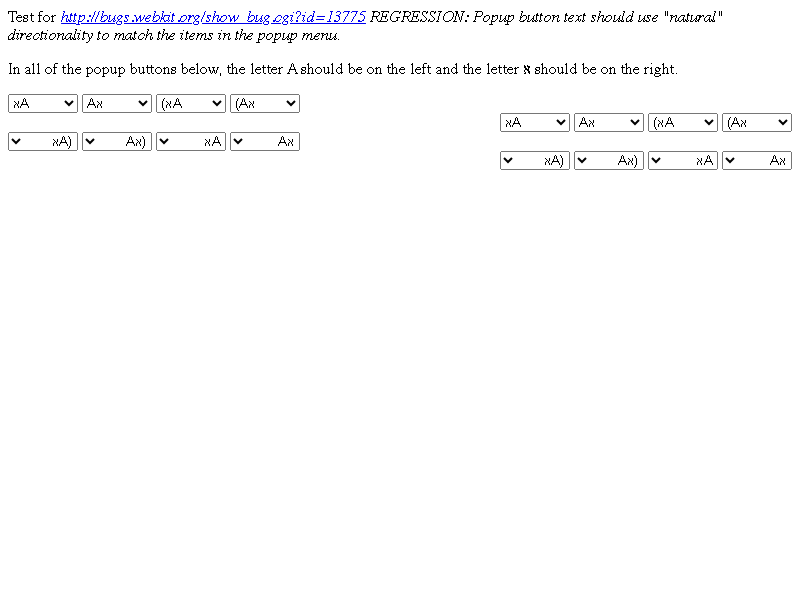 Test for http://bugs.webkit.org/show_bug.cgi?id=13775 REGRESSION: Popup button text should use "natural"
directionality to match the items in the popup menu.
In all of the popup buttons below, the letter A should be on the left and the letter א should be on the right.
אA Aא (אA (Aא
אA Aא (אA (Aא
אA) Aא) אA Aא
אA) Aא) אA Aא